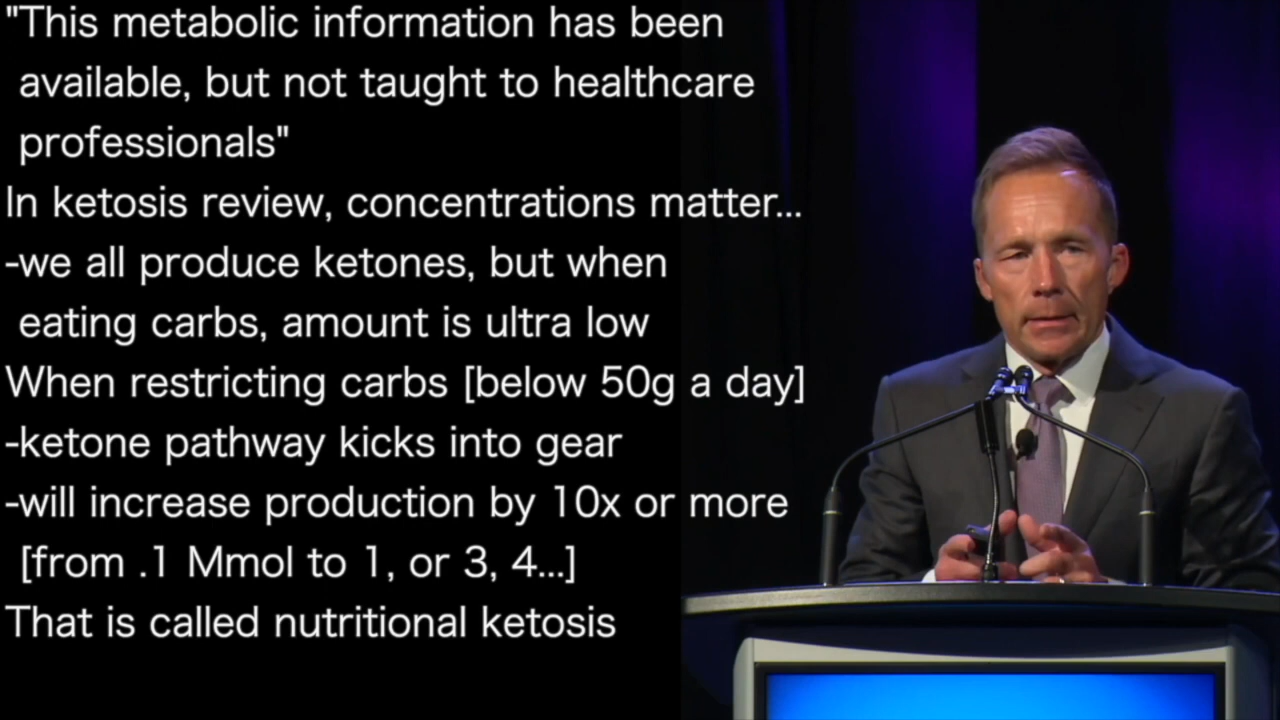 "This metabolic information has been
available, but not taught to healthcare
professionals"
In ketosis review, concentrations matter...
-we all produce ketones, but when
eating carbs, amount is ultra low
When restricting carbs [below 50g a day]
-ketone pathway kicks into gear
-will increase production by 10x or more
[from .1 Mmol to 1, or 3, 4...]
That is called nutritional ketosis